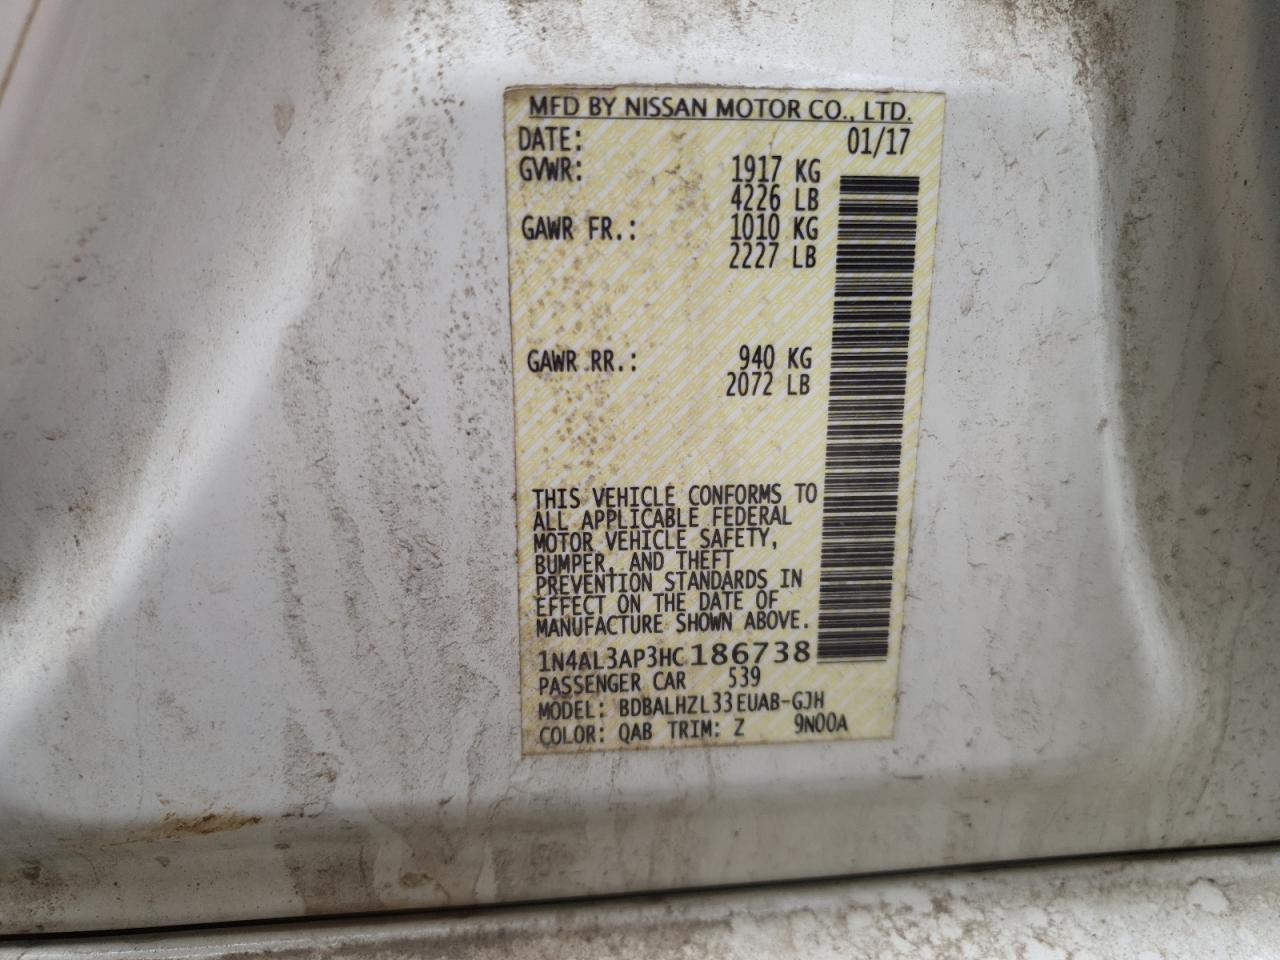 MFD BY NISSAN MOTOR CO., LTD.
DATE: 01/17
GVWR: 1917 KG
4226 LB
GAWR FR.: 1010 KG
2227 LB
GAWR RR.: 940 KG
2072 LB
THIS VEHICLE CONFORMS TO
ALL APPLICABLE FEDERAL
MOTOR VEHICLE SAFETY,
BUMPER, AND THEFT
PREVENTION STANDARDS IN
EFFECT ON THE DATE OF
MANUFACTURE SHOWN ABOVE.
1N4AL3AP3HC186738
PASSENGER CAR 539
MODEL: BDBALHZL33EUAB-GJH
COLOR: QAB TRIM: Z 9N00A